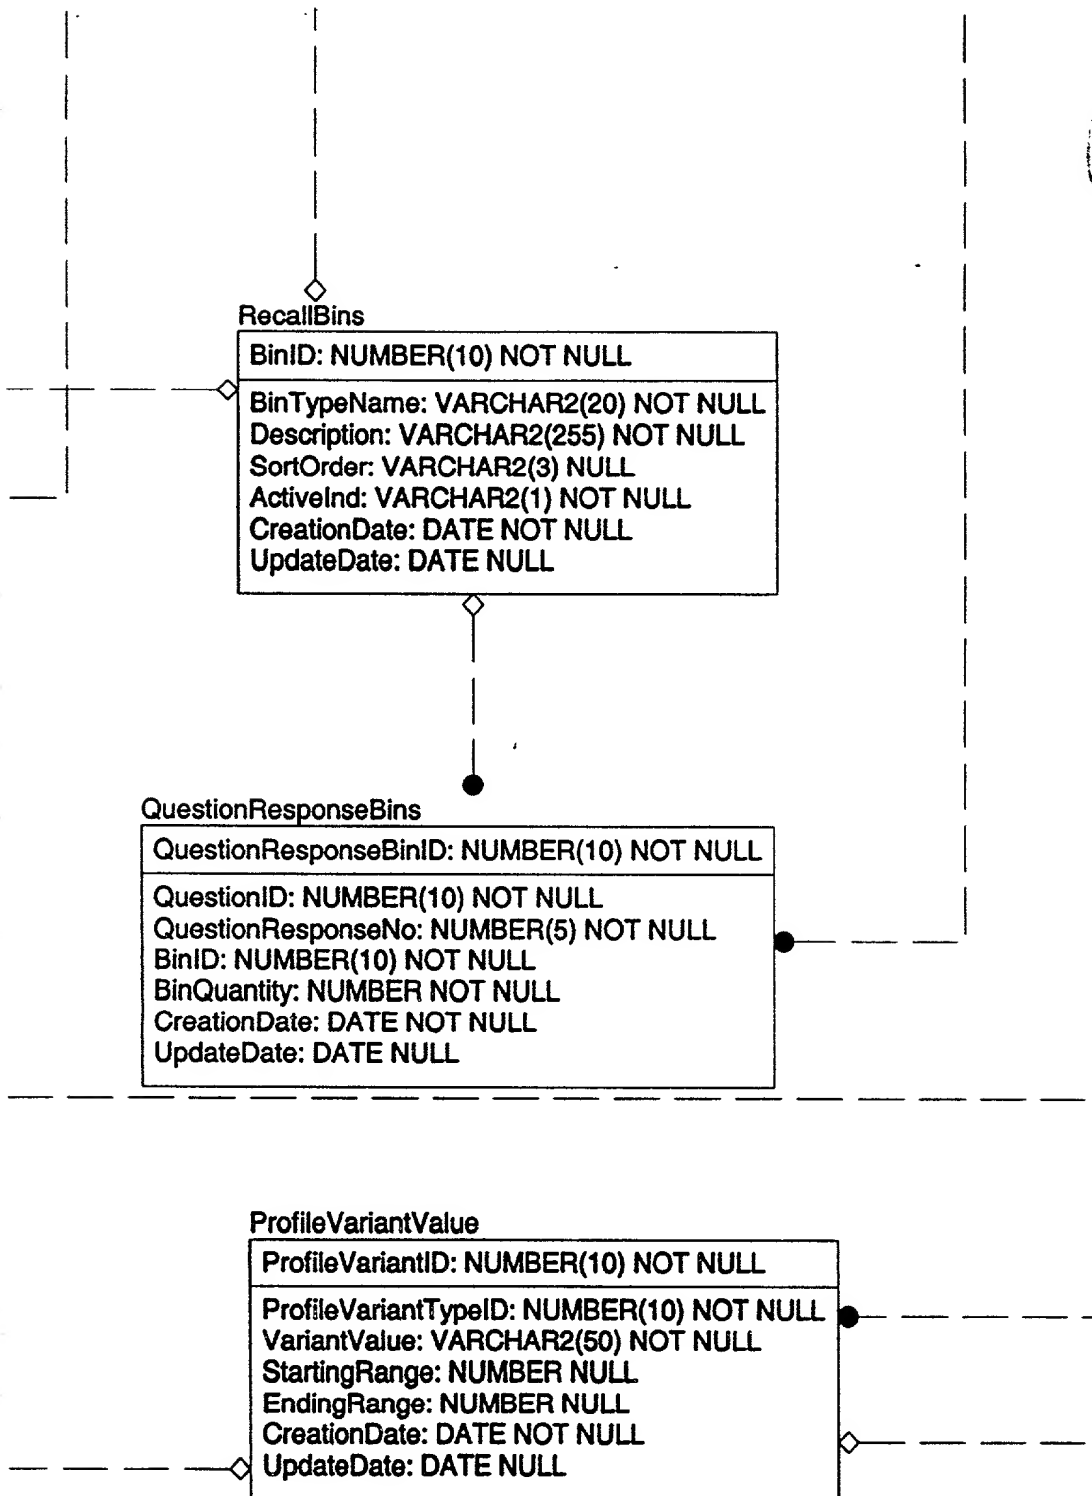 RecallBins
BinID: NUMBER(10) NOT NULL
BinTypeName: VARCHAR2(20) NOT NULL
Description: VARCHAR2(255) NOT NULL
SortOrder: VARCHAR2(3) NULL
ActiveInd: VARCHAR2(1) NOT NULL
CreationDate: DATE NOT NULL
UpdateDate: DATE NULL
QuestionResponseBins
QuestionResponseBinID: NUMBER(10) NOT NULL
QuestionID: NUMBER(10) NOT NULL
QuestionResponseNo: NUMBER(5) NOT NULL
BinID: NUMBER(10) NOT NULL
BinQuantity: NUMBER NOT NULL
CreationDate: DATE NOT NULL
UpdateDate: DATE NULL
ProfileVariantValue
ProfileVariantID: NUMBER(10) NOT NULL
ProfileVariantTypeID: NUMBER(10) NOT NULL
VariantValue: VARCHAR2(50) NOT NULL
StartingRange: NUMBER NULL
EndingRange: NUMBER NULL
CreationDate: DATE NOT NULL
UpdateDate: DATE NULL